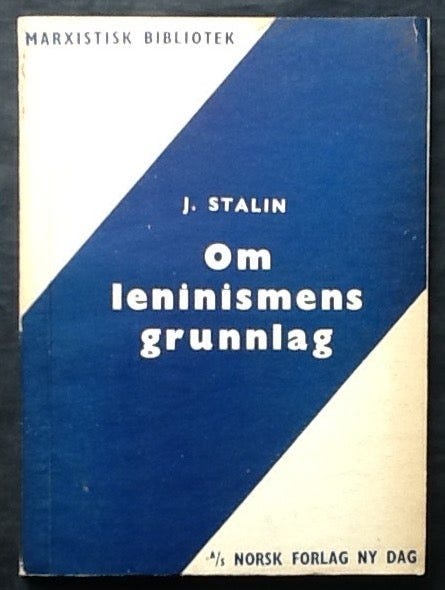 MARXISTISK BIBLIOTEK
J. STALIN
Om
leninismens
grunnlag
A/s NORSK FORLAG NY DAG